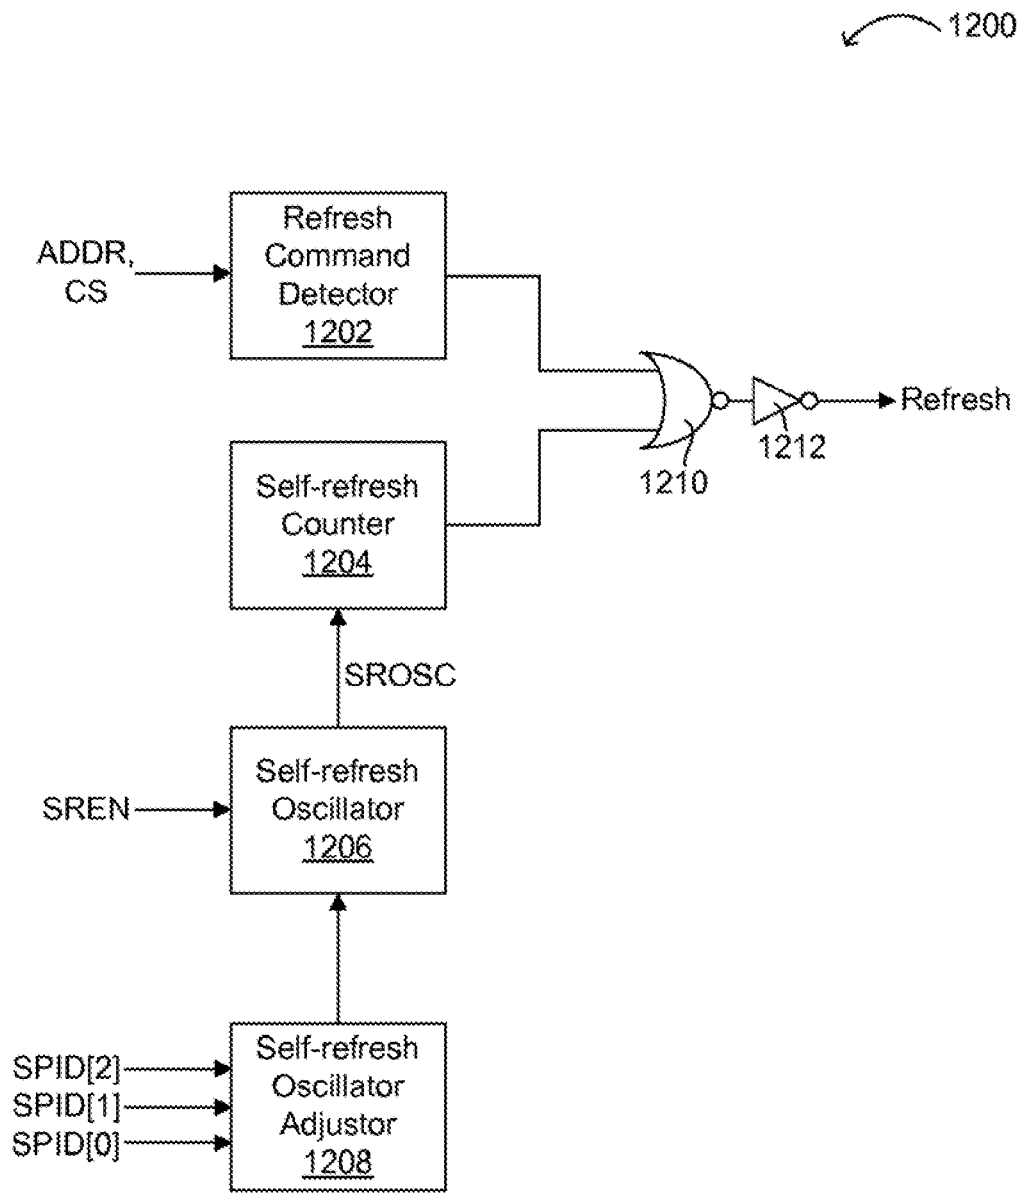 1200
ADDR,
CS
Refresh
Command
Detector
1202
Refresh
1212
1210
Self-refresh
Counter
1204
SROSC
SREN
Self-refresh
Oscillator
1206
SPID[2]
SPID[1]
SPID[0]
Self-refresh
Oscillator
Adjustor
1208